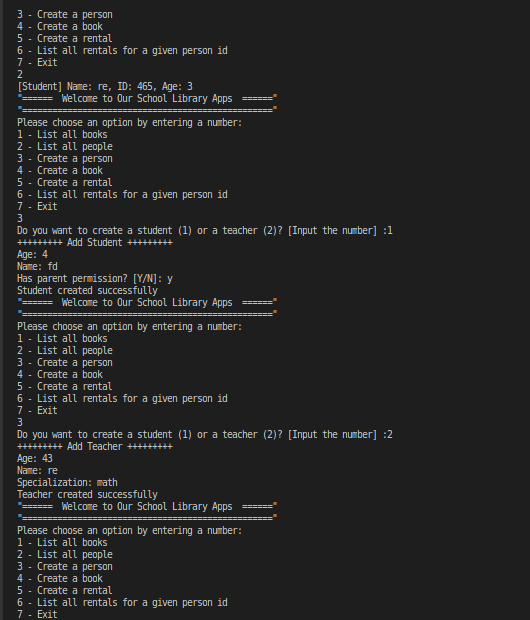 3 - Create a person
4 - Create a book
5 - Create a rental
6 - List all rentals for a given person id
7 - Exit
2
[Student] Name: re, ID: 465, Age: 3
"======  Welcome to Our School Library Apps  ======"
"=================================================="
Please choose an option by entering a number:
1 - List all books
2 - List all people
3 - Create a person
4 - Create a book
5 - Create a rental
6 - List all rentals for a given person id
7 - Exit
3
Do you want to create a student (1) or a teacher (2)? [Input the number] :1
+++++++++ Add Student +++++++++
Age: 4
Name: fd
Has parent permission? [Y/N]: y
Student created successfully
"======  Welcome to Our School Library Apps  ======"
"=================================================="
Please choose an option by entering a number:
1 - List all books
2 - List all people
3 - Create a person
4 - Create a book
5 - Create a rental
6 - List all rentals for a given person id
7 - Exit
3
Do you want to create a student (1) or a teacher (2)? [Input the number] :2
+++++++++ Add Teacher +++++++++
Age: 43
Name: re
Specialization: math
Teacher created successfully
"======  Welcome to Our School Library Apps  ======"
"=================================================="
Please choose an option by entering a number:
1 - List all books
2 - List all people
3 - Create a person
4 - Create a book
5 - Create a rental
6 - List all rentals for a given person id
7 - Exit